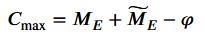 C_max = M_E + M̃_E − φ